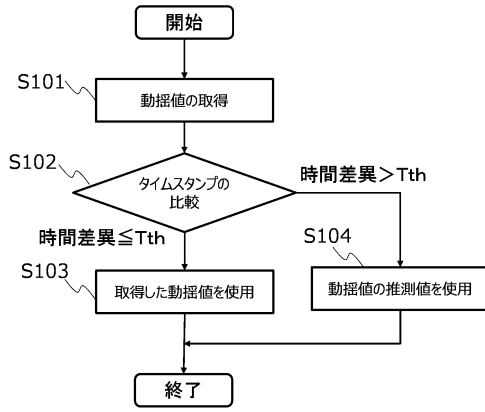 開始
S101
動揺値の取得
S102
タイムスタンプの
比較
時間差異＞Tth
時間差異≦Tth
S103
取得した動揺値を使用
S104
動揺値の推測値を使用
終了